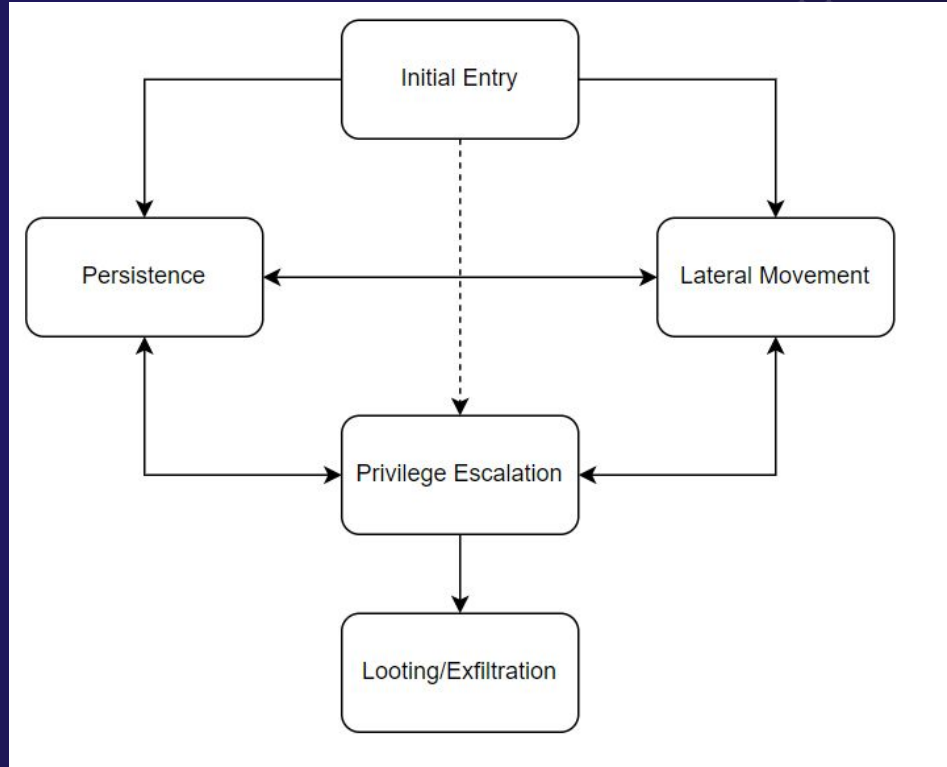 Initial Entry
Persistence
Lateral Movement
Privilege Escalation
Looting/Exfiltration